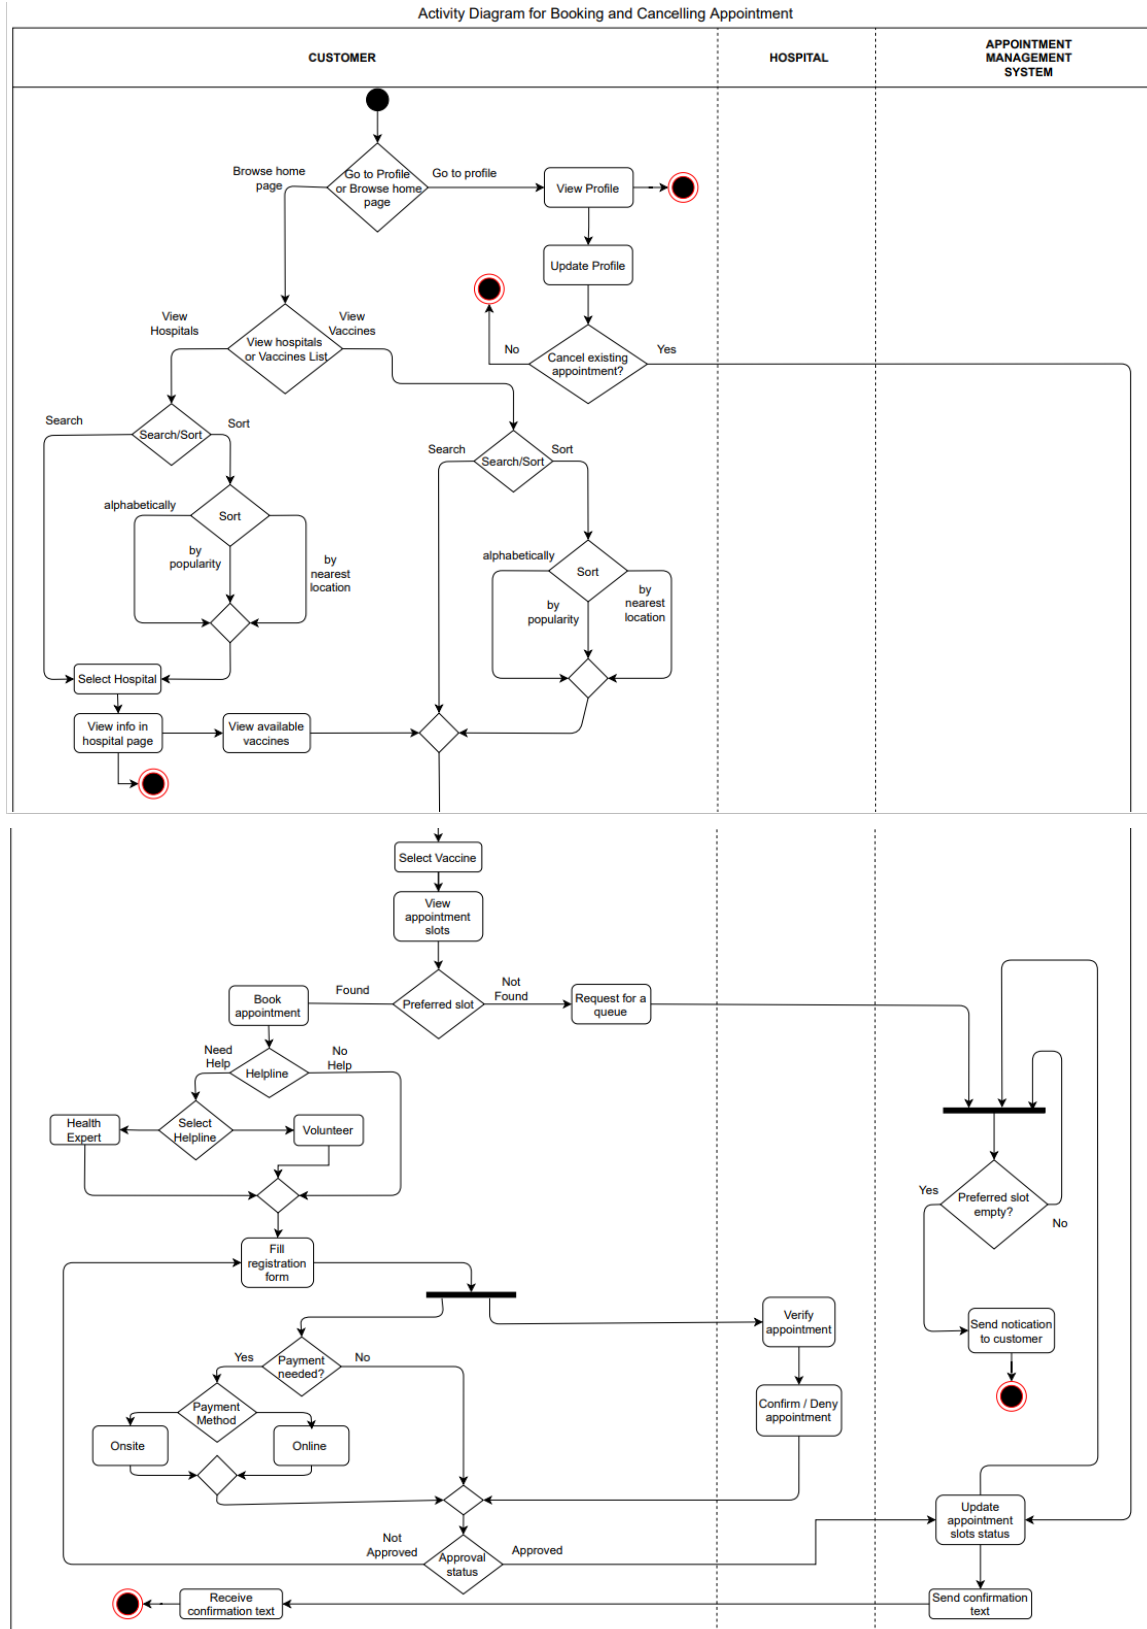 Activity Diagram for Booking and Cancelling Appointment
CUSTOMER
HOSPITAL
APPOINTMENT
MANAGEMENT
SYSTEM
Browse home
page
Go to Profile
or Browse home
page
Go to profile
View Profile
Update Profile
View
Hospitals
View hospitals
or Vaccines List
View
Vaccines
No
Cancel existing
appointment?
Yes
Search
Search/Sort
Sort
Search
Search/Sort
Sort
alphabetically
Sort
by
popularity
by
nearest
location
alphabetically
Sort
by
popularity
by
nearest
location
Select Hospital
View info in
hospital page
View available
vaccines
Select Vaccine
View
appointment
slots
Book
appointment
Found
Preferred slot
Not
Found
Request for a
queue
Need
Help
Helpline
No
Help
Health
Expert
Select
Helpline
Volunteer
Yes
Preferred slot
empty?
No
Fill
registration
form
Verify
appointment
Send notication
to customer
Yes
Payment
needed?
No
Payment
Method
Confirm / Deny
appointment
Onsite
Online
Update
appointment
slots status
Not
Approved
Approval
status
Approved
Receive
confirmation text
Send confirmation
text